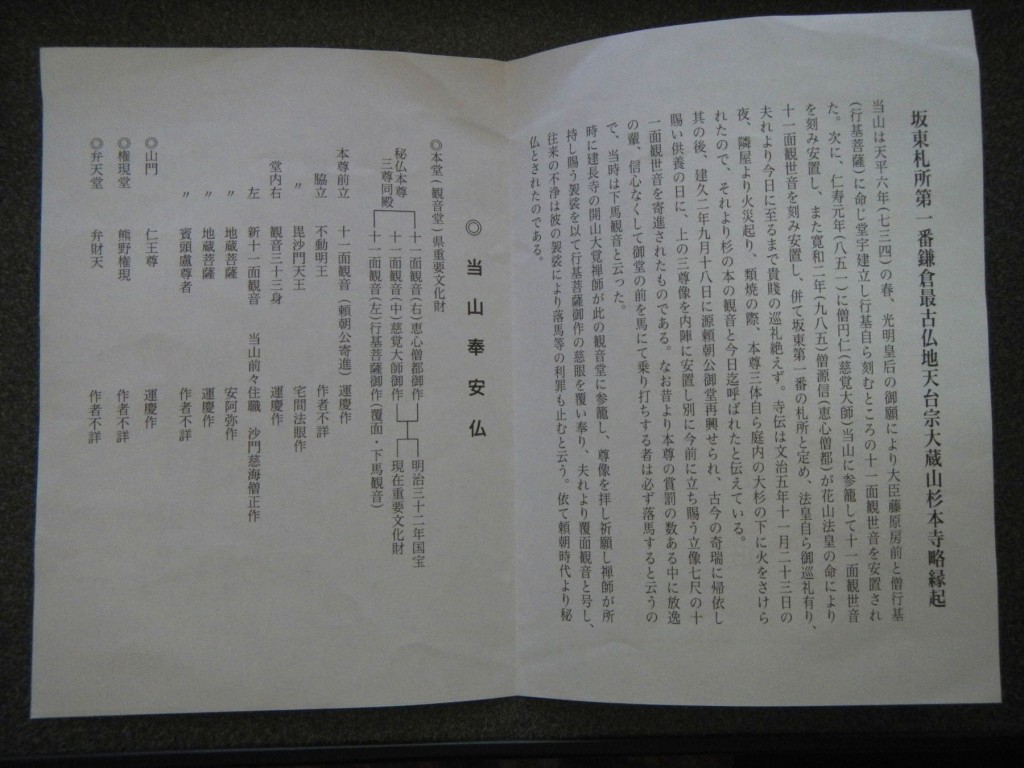 坂東札所第一番鎌倉最古仏地天台宗大蔵山杉本寺略縁起
当山は天平六年(七三四)の春、光明皇后の御願により大臣藤原房前と僧行基
(行基菩薩)に命じ堂宇建立し行基自ら刻むところの十一面観世音を安置され
た。次に、仁寿元年(八五一)に僧円仁(慈覚大師)当山に参籠して十一面観世音
を刻み安置し、また寛和二年(九八五)僧源信(恵心僧都)が花山法皇の命により
十一面観世音を刻み安置し、併て坂東第一番の札所と定め、法皇自ら御巡礼有り、
夫れより今日に至るまで貴賤の巡礼絶えず。寺伝は文治五年十一月二十三日の
夜、隣屋より火災起り、類焼の際、本尊三体自ら庭内の大杉の下に火をさけら
れたので、それより杉の本の観音と今日迄呼ばれたと伝えている。
其の後、建久二年九月十八日に源頼朝公御堂再興せられ、古今の奇瑞に帰依し
賜い供養の日に、上の三尊像を内陣に安置し別に今前に立ち賜う立像七尺の十
一面観世音を寄進されたものである。なお昔より本尊の賞罰の数ある中に放逸
の輩、信心なくして御堂の前を馬にて乗り打ちする者は必ず落馬すると云うの
で、当時は下馬観音と云った。
時に建長寺の開山大覚禅師が此の観音堂に参籠し、尊像を拝し祈願し禅師が所
持し賜う袈裟を以て行基菩薩御作の慈眼を覆い奉り、夫れより覆面観音と号し、
往来の不浄は彼の袈裟により落馬等の利罪も止むと云う。依て頼朝時代より秘
仏とされたのである。
◎当山奉安仏
◎本堂(観音堂)県重要文化財
秘仏本尊
三尊同殿
十一面観音(右)恵心僧都御作
十一面観音(中)慈覚大師御作
十一面観音(左)行基菩薩御作(覆面・下馬観音)
明治三十二年国宝
現在重要文化財
本尊前立 十一面観音(頼朝公寄進)運慶作
脇立 不動明王 作者不詳
〃 毘沙門天王 宅間法眼作
堂内右 観音三十三身 運慶作
左 新十一面観音 当山前々住職 沙門慈海僧正作
〃 地蔵菩薩 安阿弥作
〃 地蔵菩薩 運慶作
〃 賓頭盧尊者 作者不詳
◎山門 仁王尊 運慶作
◎権現堂 熊野権現 作者不詳
◎弁天堂 弁財天 作者不詳